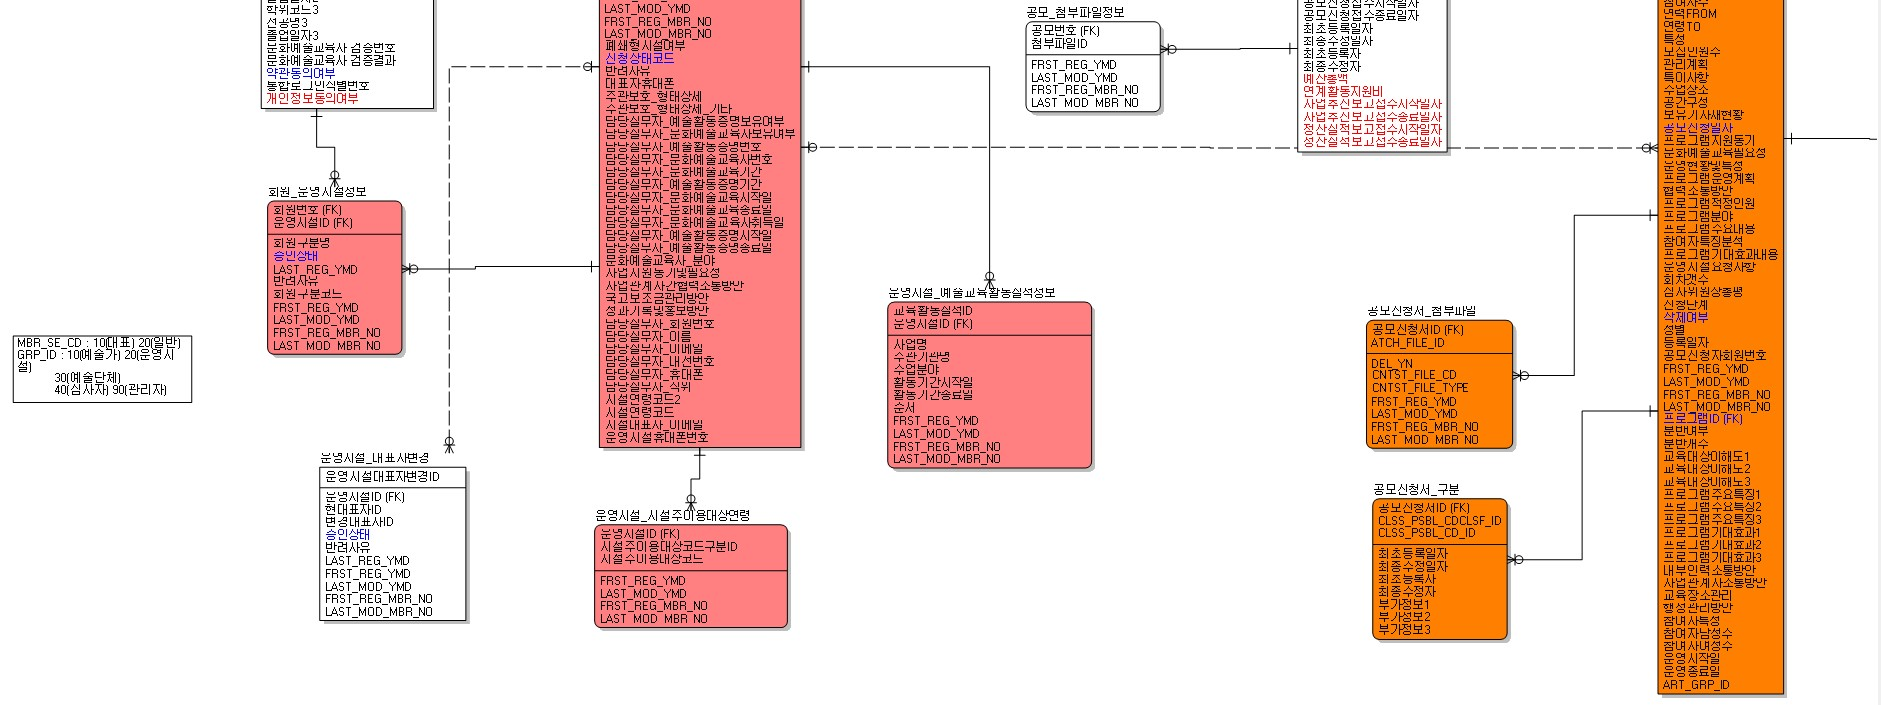 학위코드3
전공명3
졸업일자3
문화예술교육사 검증번호
문화예술교육사 검증결과
약관동의여부
통합로그인식별번호
개인정보동의여부
회원_운영시설정보
회원번호 (FK)
운영시설ID (FK)
회원구분명
승인상태
LAST_REG_YMD
반려사유
회원구분코드
FRST_REG_YMD
LAST_MOD_YMD
FRST_REG_MBR_NO
LAST_MOD_MBR_NO
MBR_SE_CD : 10(대표) 20(일반)
GRP_ID : 10(예술가) 20(운영시
설)
30(예술단체)
40(심사자) 90(관리자)
운영시설_대표자변경
운영시설대표자변경ID
운영시설ID (FK)
현대표자ID
변경대표자ID
승인상태
반려사유
LAST_REG_YMD
FRST_REG_YMD
LAST_MOD_YMD
FRST_REG_MBR_NO
LAST_MOD_MBR_NO
LAST_MOD_YMD
FRST_REG_MBR_NO
LAST_MOD_MBR_NO
폐쇄형시설여부
신청상태코드
반려사유
대표자휴대폰
주관보호_형태상세
주관보호_형태상세_기타
담당실무자_예술활동증명보유여부
담당실무자_문화예술교육사보유여부
담당실무자_예술활동증명번호
담당실무자_문화예술교육사번호
담당실무자_문화예술교육기간
담당실무자_예술활동증명기간
담당실무자_문화예술교육시작일
담당실무자_문화예술교육종료일
담당실무자_문화예술교육사취득일
담당실무자_예술활동증명시작일
담당실무자_예술활동증명종료일
문화예술교육사_분야
사업지원동기및필요성
사업관계자간협력소통방안
국고보조금관리방안
성과기록및홍보방안
담당실무자_회원번호
담당실무자_이름
담당실무자_이메일
담당실무자_내선번호
담당실무자_휴대폰
담당실무자_직위
시설연령코드2
시설연령코드
시설대표자_이메일
운영시설휴대폰번호
운영시설_시설주이용대상연령
운영시설ID (FK)
시설주이용대상코드구분ID
시설주이용대상코드
FRST_REG_YMD
LAST_MOD_YMD
FRST_REG_MBR_NO
LAST_MOD_MBR_NO
운영시설_예술교육활동실적정보
교육활동실적ID
운영시설ID (FK)
사업명
주관기관명
수업분야
활동기간시작일
활동기간종료일
순서
FRST_REG_YMD
LAST_MOD_YMD
FRST_REG_MBR_NO
LAST_MOD_MBR_NO
공모_첨부파일정보
공모번호 (FK)
첨부파일ID
FRST_REG_YMD
LAST_MOD_YMD
FRST_REG_MBR_NO
LAST_MOD_MBR_NO
공모신청접수시작일자
공모신청접수종료일자
최초등록일자
최종수정일자
최초등록자
최종수정자
예산총액
연계활동지원비
사업추진보고접수시작일자
사업추진보고접수종료일자
정산실적보고접수시작일자
정산실적보고접수종료일자
공모신청서_첨부파일
공모신청서ID (FK)
ATCH_FILE_ID
DEL_YN
CNTST_FILE_CD
CNTST_FILE_TYPE
FRST_REG_YMD
LAST_MOD_YMD
FRST_REG_MBR_NO
LAST_MOD_MBR_NO
공모신청서_구분
공모신청서ID (FK)
CLSS_PSBL_CDCLSF_ID
CLSS_PSBL_CD_ID
최초등록일자
최종수정일자
최초등록자
최종수정자
부가정보1
부가정보2
부가정보3
참여자수
연력FROM
연령TO
특성
모집인원수
관리계획
특이사항
수업장소
공간구성
보유기자재현황
공모신청일자
프로그램지원동기
문화예술교육필요성
운영현황및특성
프로그램운영계획
협력소통방안
프로그램적정인원
프로그램분야
프로그램주요내용
참여자특징분석
프로그램기대효과내용
운영시설요청사항
회차갯수
심사위원상총평
신청단계
삭제여부
성별
등록일자
공모신청자회원번호
FRST_REG_YMD
LAST_MOD_YMD
FRST_REG_MBR_NO
LAST_MOD_MBR_NO
프로그램ID (FK)
분반여부
분반개수
교육대상이해도1
교육대상이해도2
교육대상이해도3
프로그램주요특징1
프로그램주요특징2
프로그램주요특징3
프로그램기대효과1
프로그램기대효과2
프로그램기대효과3
내부인력소통방안
사업관계자소통방안
교육장소관리
행정관리방안
참여자특성
참여자남성수
참여자여성수
운영시작일
운영종료일
ART_GRP_ID